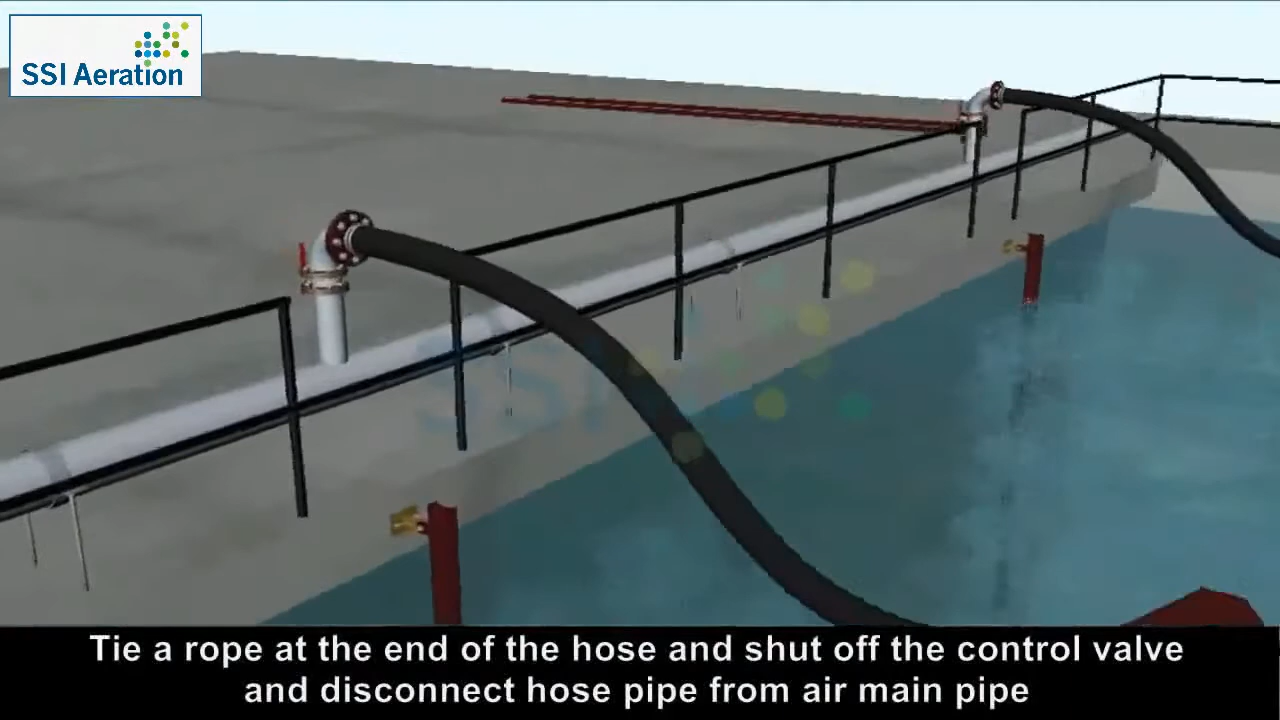 SSI Aeration
SSI
Tie a rope at the end of the hose and shut off the control valve
and disconnect hose pipe from air main pipe